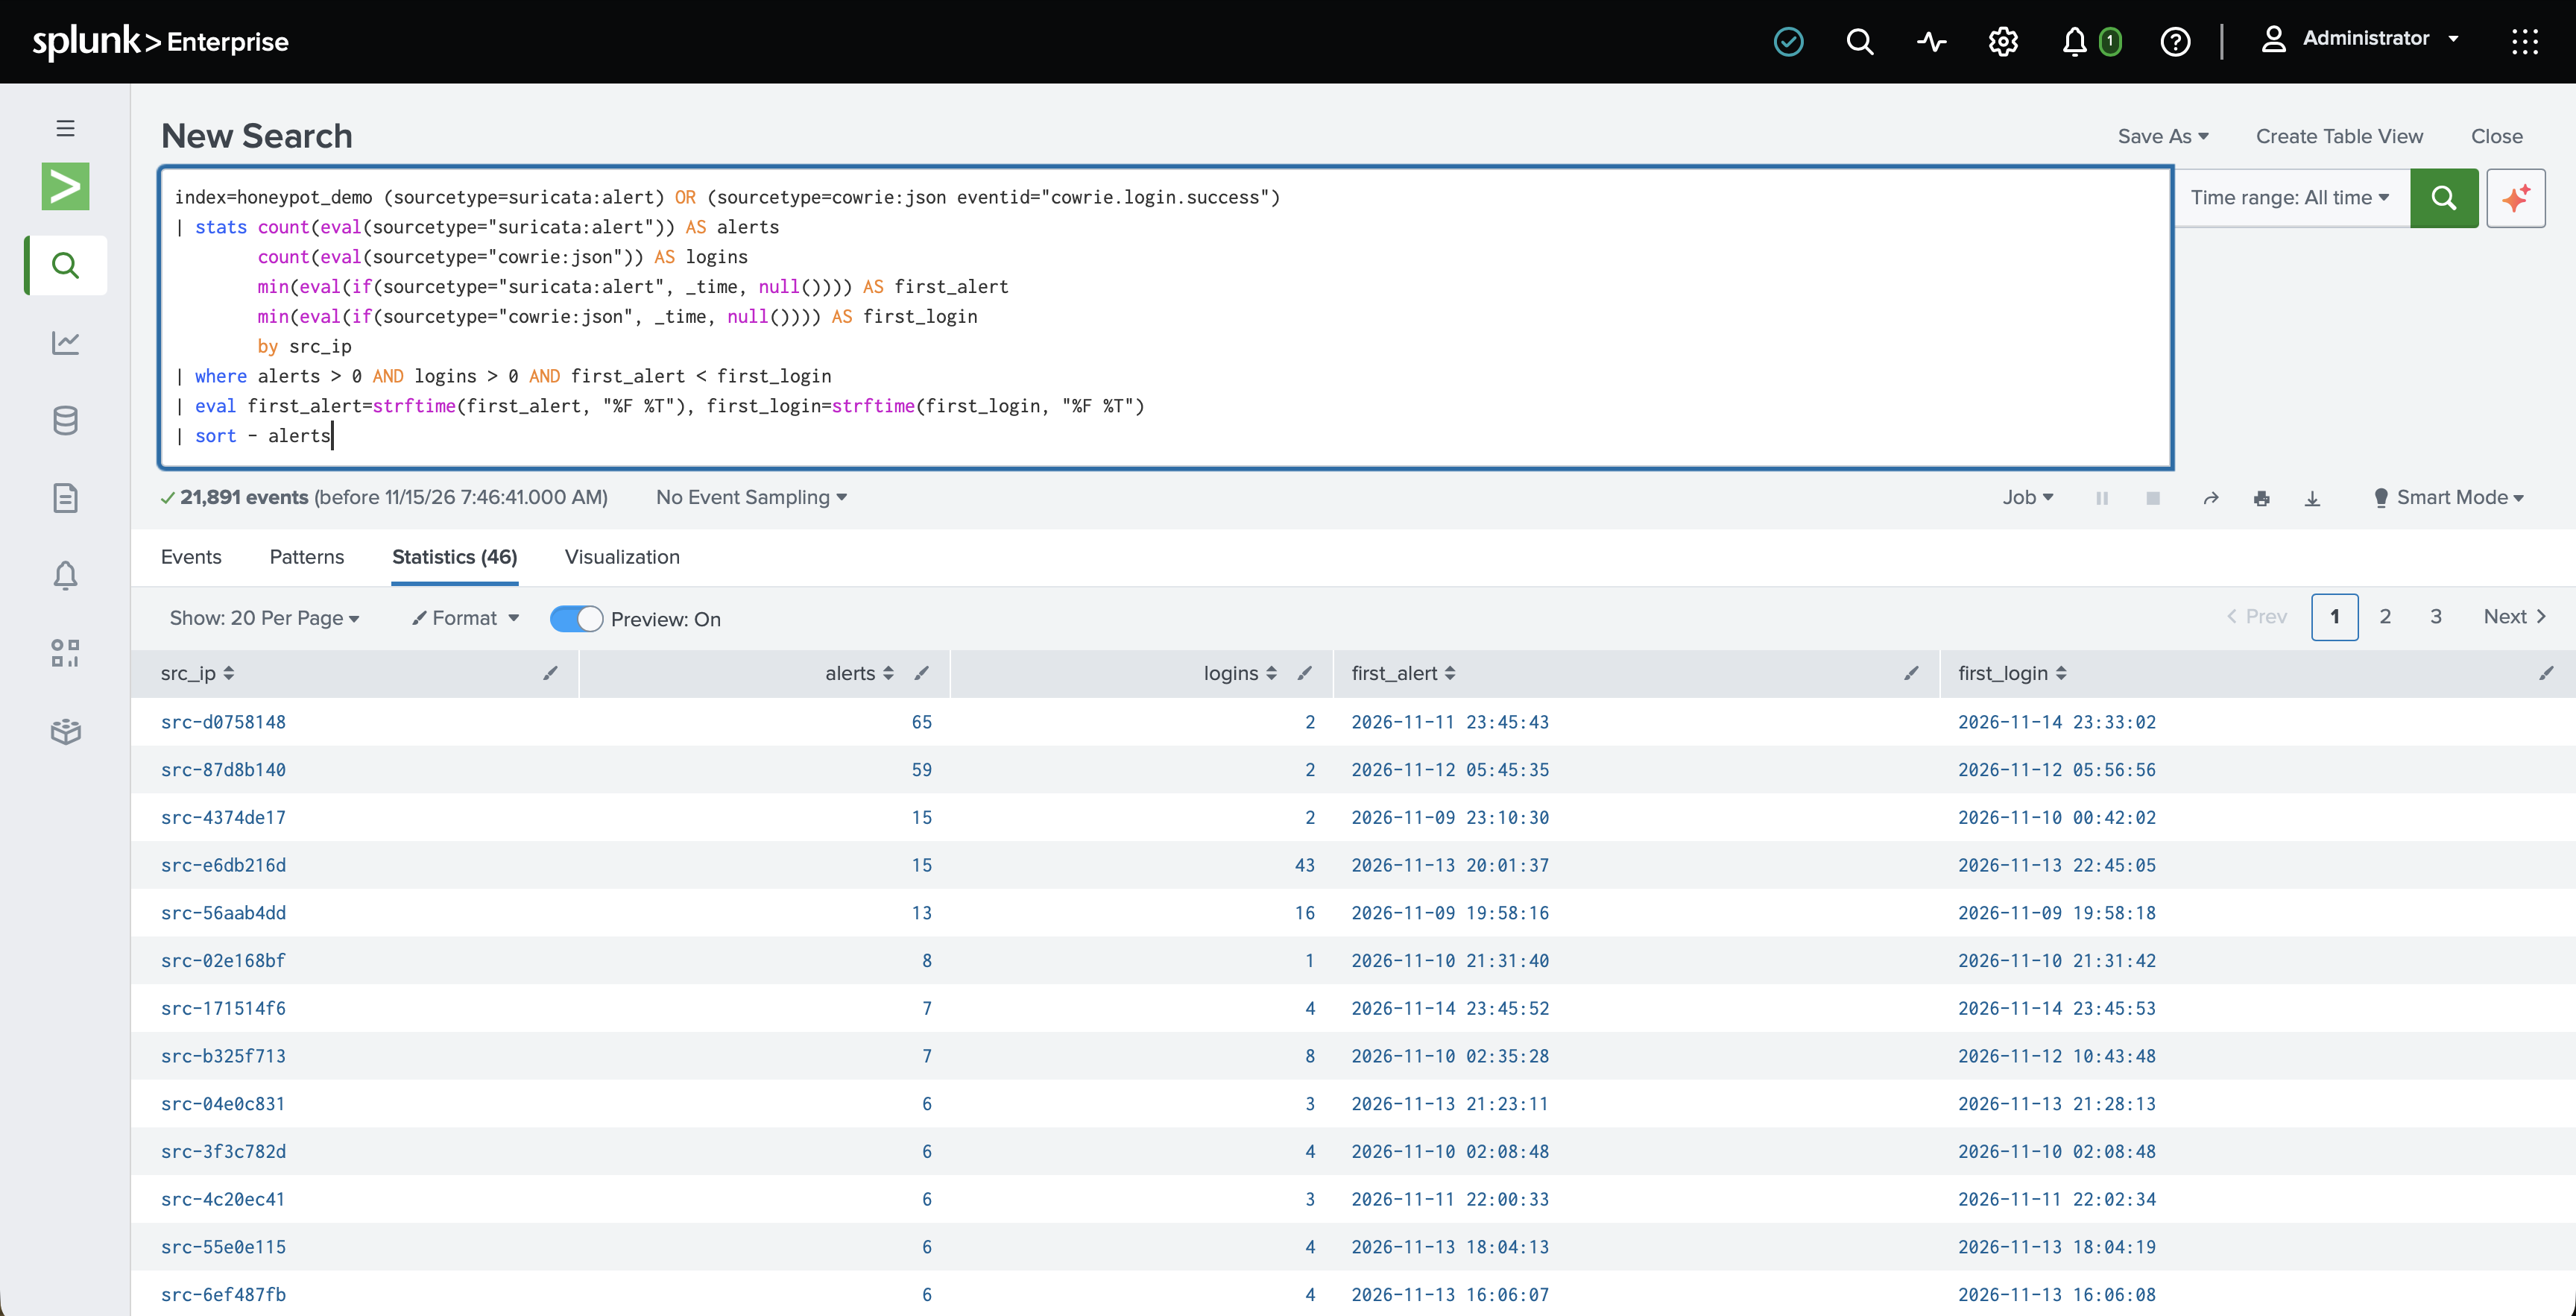 splunk> Enterprise
1
Administrator
New Search
Save As
Create Table View
Close
index=honeypot_demo (sourcetype=suricata:alert) OR (sourcetype=cowrie:json eventid="cowrie.login.success")
| stats count(eval(sourcetype="suricata:alert")) AS alerts
count(eval(sourcetype="cowrie:json")) AS logins
min(eval(if(sourcetype="suricata:alert", _time, null()))) AS first_alert
min(eval(if(sourcetype="cowrie:json", _time, null()))) AS first_login
by src_ip
| where alerts > 0 AND logins > 0 AND first_alert < first_login
| eval first_alert=strftime(first_alert, "%F %T"), first_login=strftime(first_login, "%F %T")
| sort - alerts
Time range: All time
21,891 events (before 11/15/26 7:46:41.000 AM)
No Event Sampling
Job
Smart Mode
Events
Patterns
Statistics (46)
Visualization
Show: 20 Per Page
Format
Preview: On
Prev
1
2
3
Next
src_ip alerts logins first_alert first_login
src-d0758148 65 2 2026-11-11 23:45:43 2026-11-14 23:33:02
src-87d8b140 59 2 2026-11-12 05:45:35 2026-11-12 05:56:56
src-4374de17 15 2 2026-11-09 23:10:30 2026-11-10 00:42:02
src-e6db216d 15 43 2026-11-13 20:01:37 2026-11-13 22:45:05
src-56aab4dd 13 16 2026-11-09 19:58:16 2026-11-09 19:58:18
src-02e168bf 8 1 2026-11-10 21:31:40 2026-11-10 21:31:42
src-171514f6 7 4 2026-11-14 23:45:52 2026-11-14 23:45:53
src-b325f713 7 8 2026-11-10 02:35:28 2026-11-12 10:43:48
src-04e0c831 6 3 2026-11-13 21:23:11 2026-11-13 21:28:13
src-3f3c782d 6 4 2026-11-10 02:08:48 2026-11-10 02:08:48
src-4c20ec41 6 3 2026-11-11 22:00:33 2026-11-11 22:02:34
src-55e0e115 6 4 2026-11-13 18:04:13 2026-11-13 18:04:19
src-6ef487fb 6 4 2026-11-13 16:06:07 2026-11-13 16:06:08